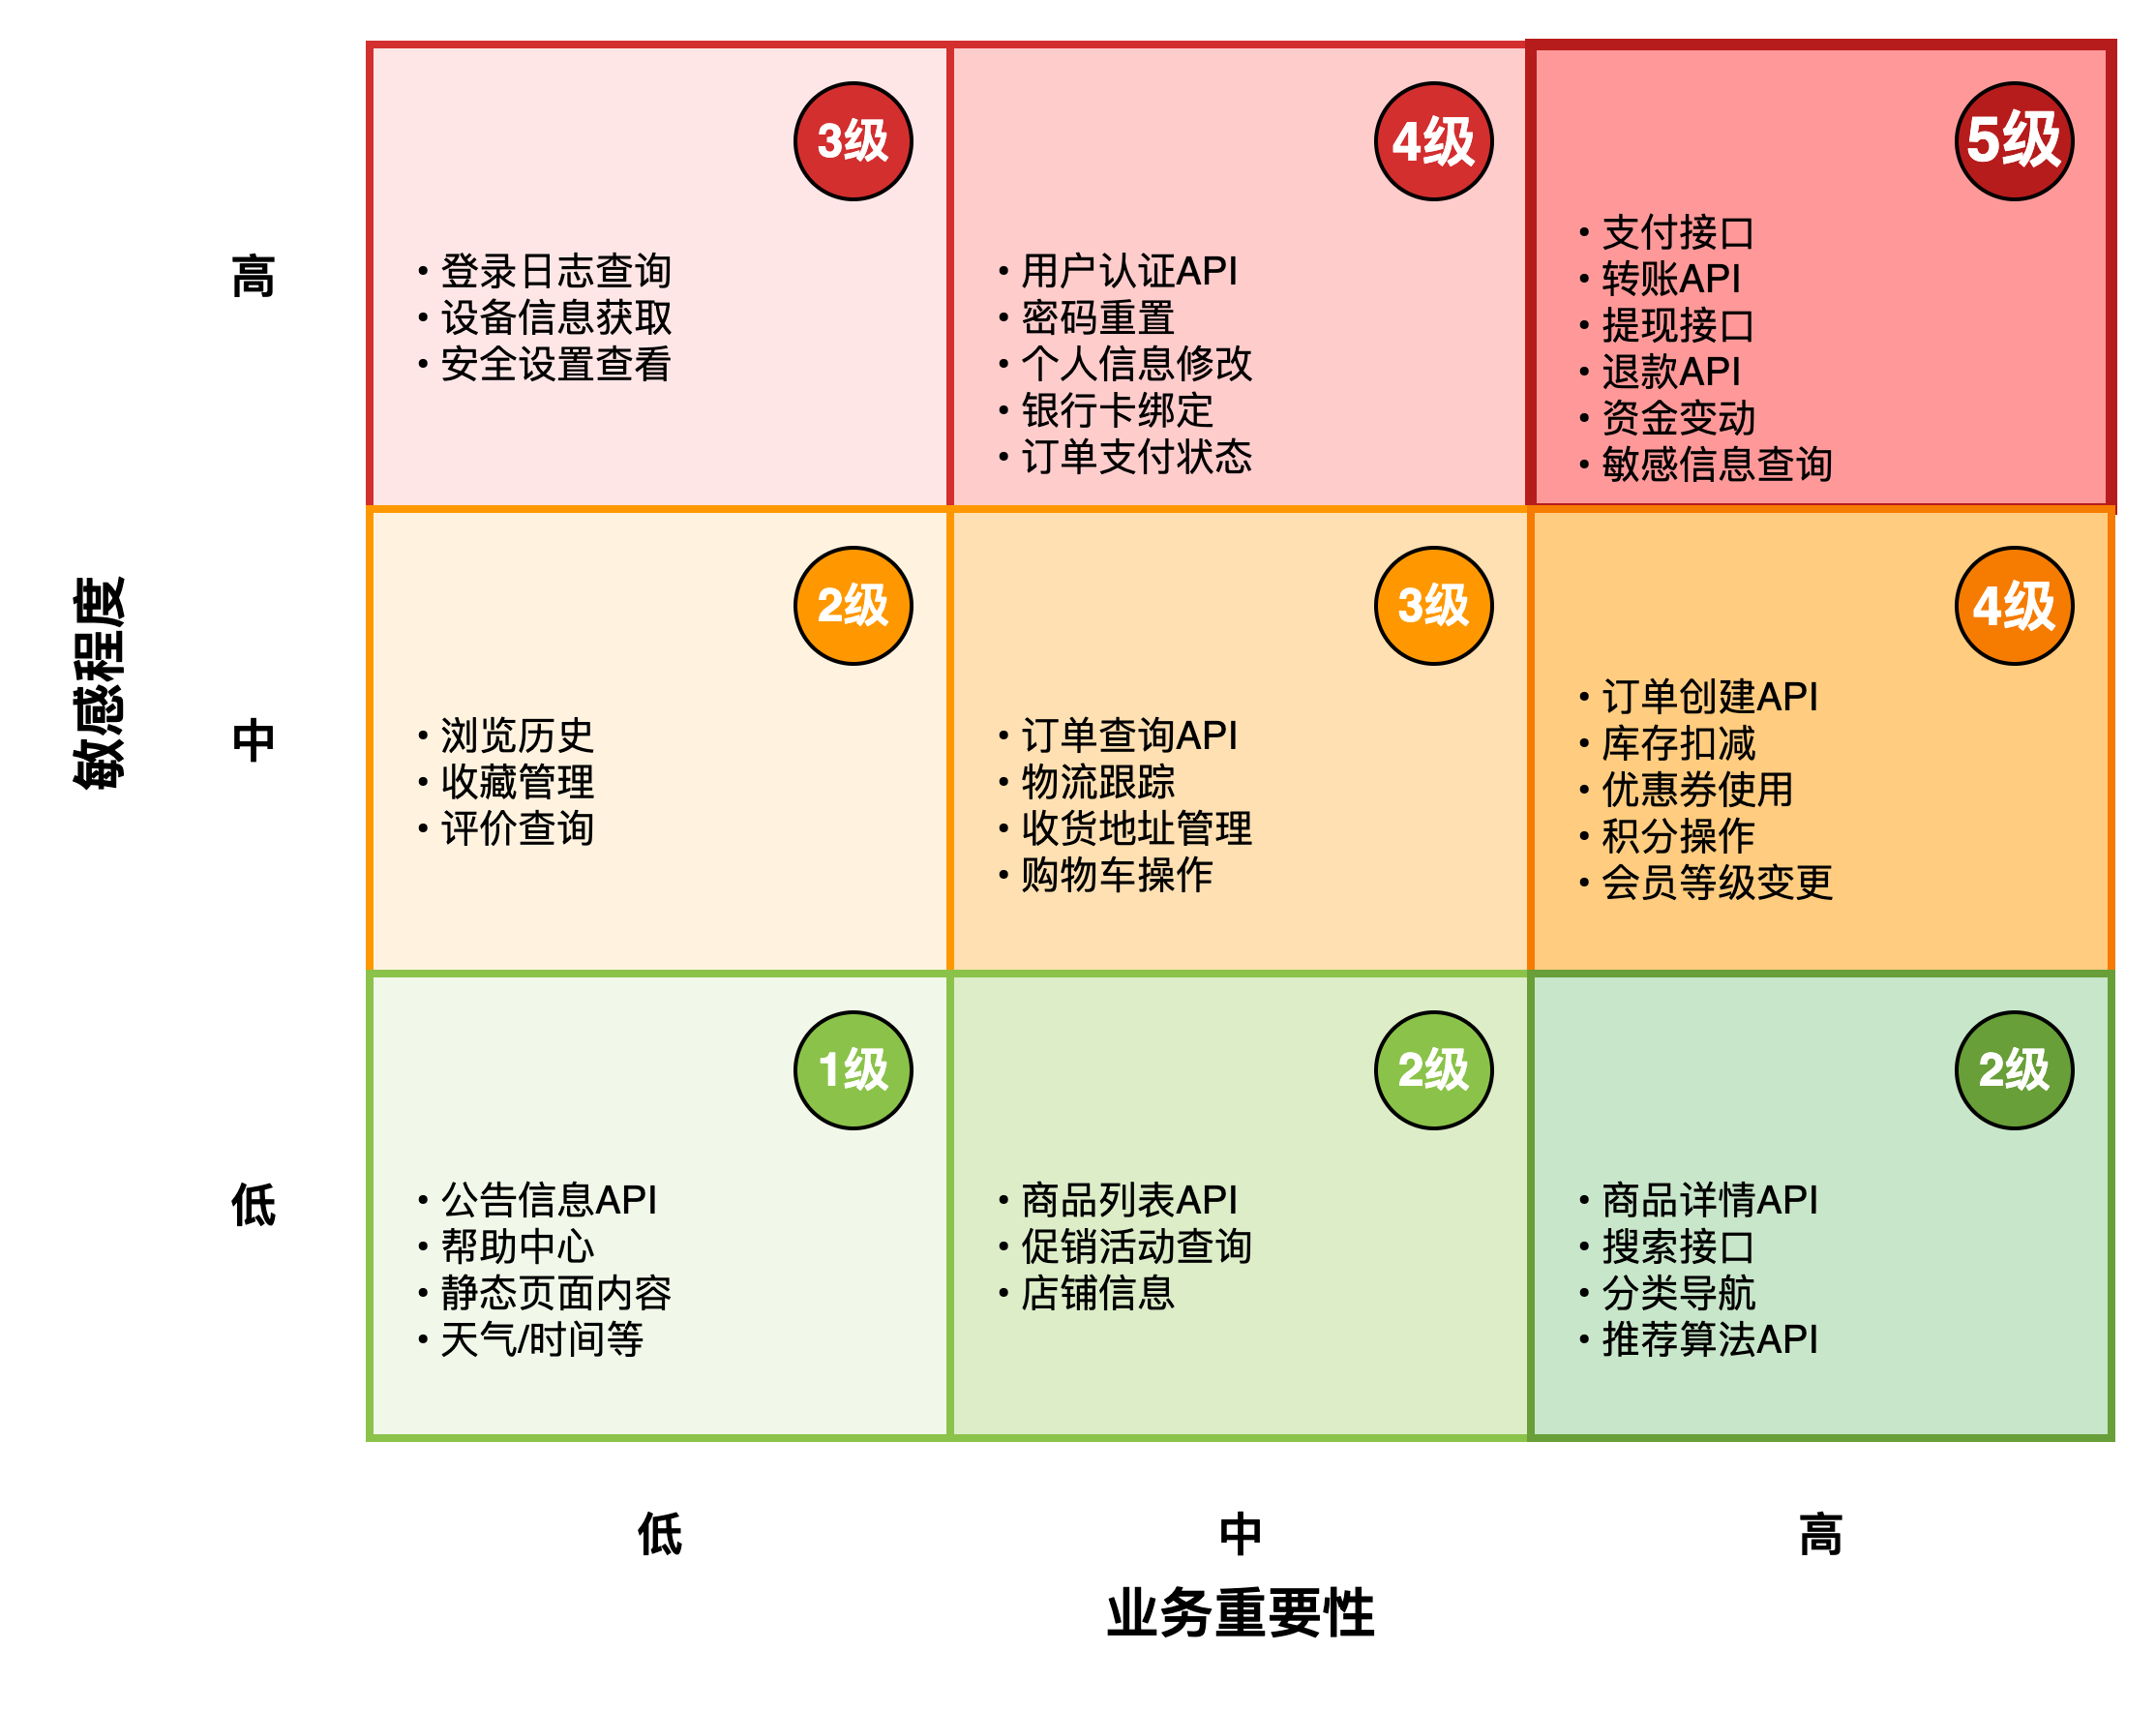 敏感程度
高
3级
• 登录日志查询
• 设备信息获取
• 安全设置查看
4级
• 用户认证API
• 密码重置
• 个人信息修改
• 银行卡绑定
• 订单支付状态
5级
• 支付接口
• 转账API
• 提现接口
• 退款API
• 资金变动
• 敏感信息查询
中
2级
• 浏览历史
• 收藏管理
• 评价查询
3级
• 订单查询API
• 物流跟踪
• 收货地址管理
• 购物车操作
4级
• 订单创建API
• 库存扣减
• 优惠券使用
• 积分操作
• 会员等级变更
低
1级
• 公告信息API
• 帮助中心
• 静态页面内容
• 天气/时间等
2级
• 商品列表API
• 促销活动查询
• 店铺信息
2级
• 商品详情API
• 搜索接口
• 分类导航
• 推荐算法API
低
中
高
业务重要性